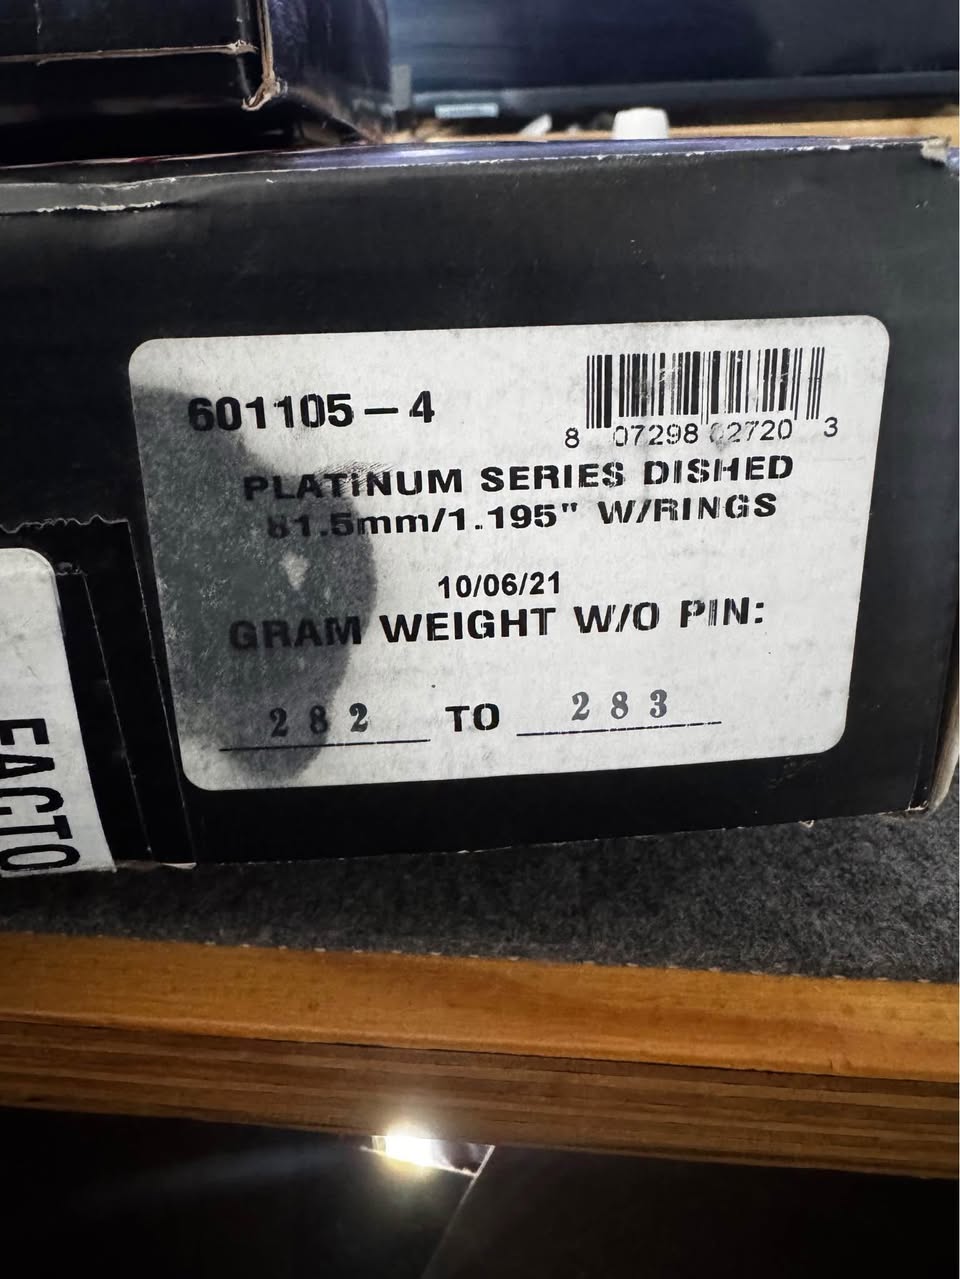 601105-4
8 07298 02720 3
PLATINUM SERIES DISHED
81.5mm/1.195" W/RINGS
10/06/21
GRAM WEIGHT W/O PIN:
282 TO 283
FACTO